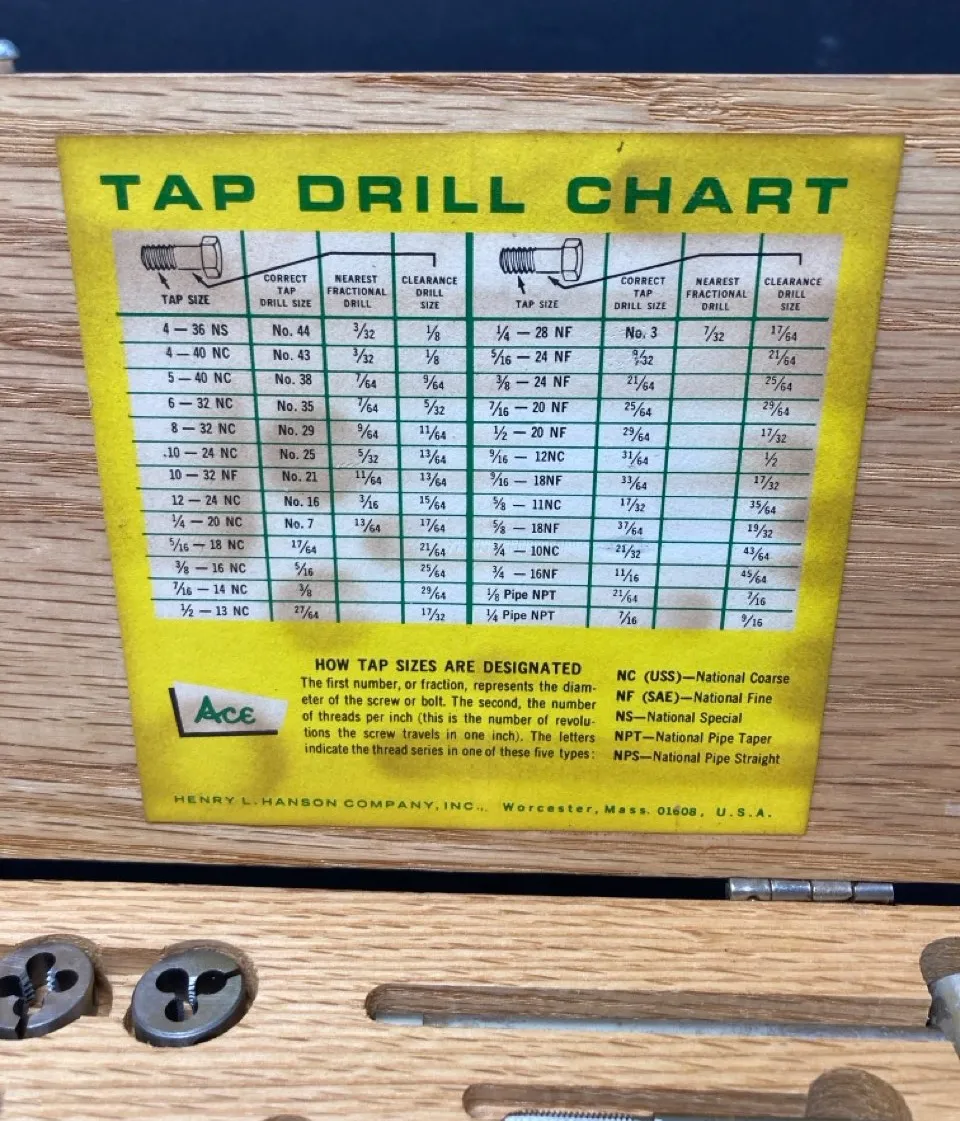 TAP DRILL CHART
TAP SIZE CORRECT TAP DRILL SIZE NEAREST FRACTIONAL DRILL CLEARANCE DRILL SIZE TAP SIZE CORRECT TAP DRILL SIZE NEAREST FRACTIONAL DRILL CLEARANCE DRILL SIZE
4 — 36 NS No. 44 3/32 1/8 1/4 — 28 NF No. 3 7/32 17/64
4 — 40 NC No. 43 3/32 1/8 5/16 — 24 NF 9/32 21/64
5 — 40 NC No. 38 7/64 9/64 3/8 — 24 NF 21/64 25/64
6 — 32 NC No. 35 7/64 5/32 7/16 — 20 NF 25/64 29/64
8 — 32 NC No. 29 9/64 11/64 1/2 — 20 NF 29/64 17/32
.10 — 24 NC No. 25 5/32 13/64 9/16 — 12NC 31/64 1/2
10 — 32 NF No. 21 11/64 13/64 9/16 — 18NF 33/64 17/32
12 — 24 NC No. 16 3/16 15/64 5/8 — 11NC 17/32 35/64
1/4 — 20 NC No. 7 13/64 17/64 5/8 — 18NF 37/64 19/32
5/16 — 18 NC 17/64 21/64 3/4 — 10NC 21/32 43/64
3/8 — 16 NC 5/16 25/64 3/4 — 16NF 11/16 45/64
7/16 — 14 NC 3/8 29/64 1/8 Pipe NPT 21/64 7/16
1/2 — 13 NC 27/64 17/32 1/4 Pipe NPT 7/16 9/16
HOW TAP SIZES ARE DESIGNATED
The first number, or fraction, represents the diam-
eter of the screw or bolt. The second, the number
of threads per inch (this is the number of revolu-
tions the screw travels in one inch). The letters
indicate the thread series in one of these five types:
NC (USS)—National Coarse
NF (SAE)—National Fine
NS—National Special
NPT—National Pipe Taper
NPS—National Pipe Straight
ACE
HENRY L. HANSON COMPANY, INC., Worcester, Mass. 01608, U.S.A.